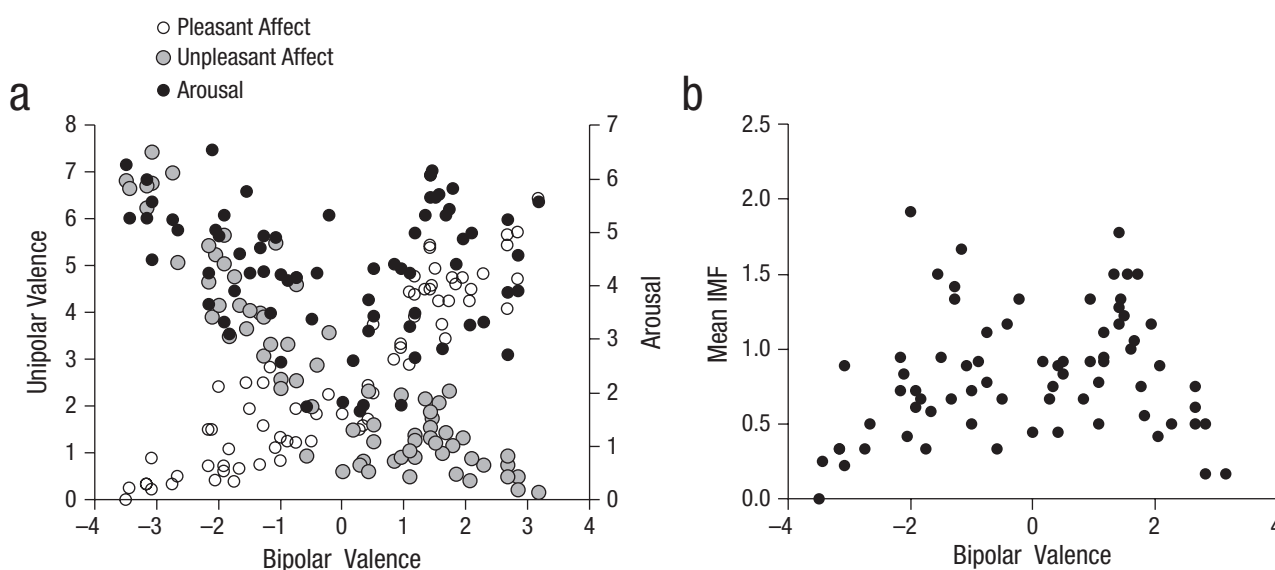 Pleasant Affect
Unpleasant Affect
Arousal
a
8
7
6
5
4
3
2
1
0
Unipolar Valence
7
6
5
4
3
2
1
0
Arousal
–4 –3 –2 –1 0 1 2 3 4
Bipolar Valence
b
2.5
2.0
1.5
1.0
0.5
0.0
Mean IMF
–4 –2 0 2 4
Bipolar Valence